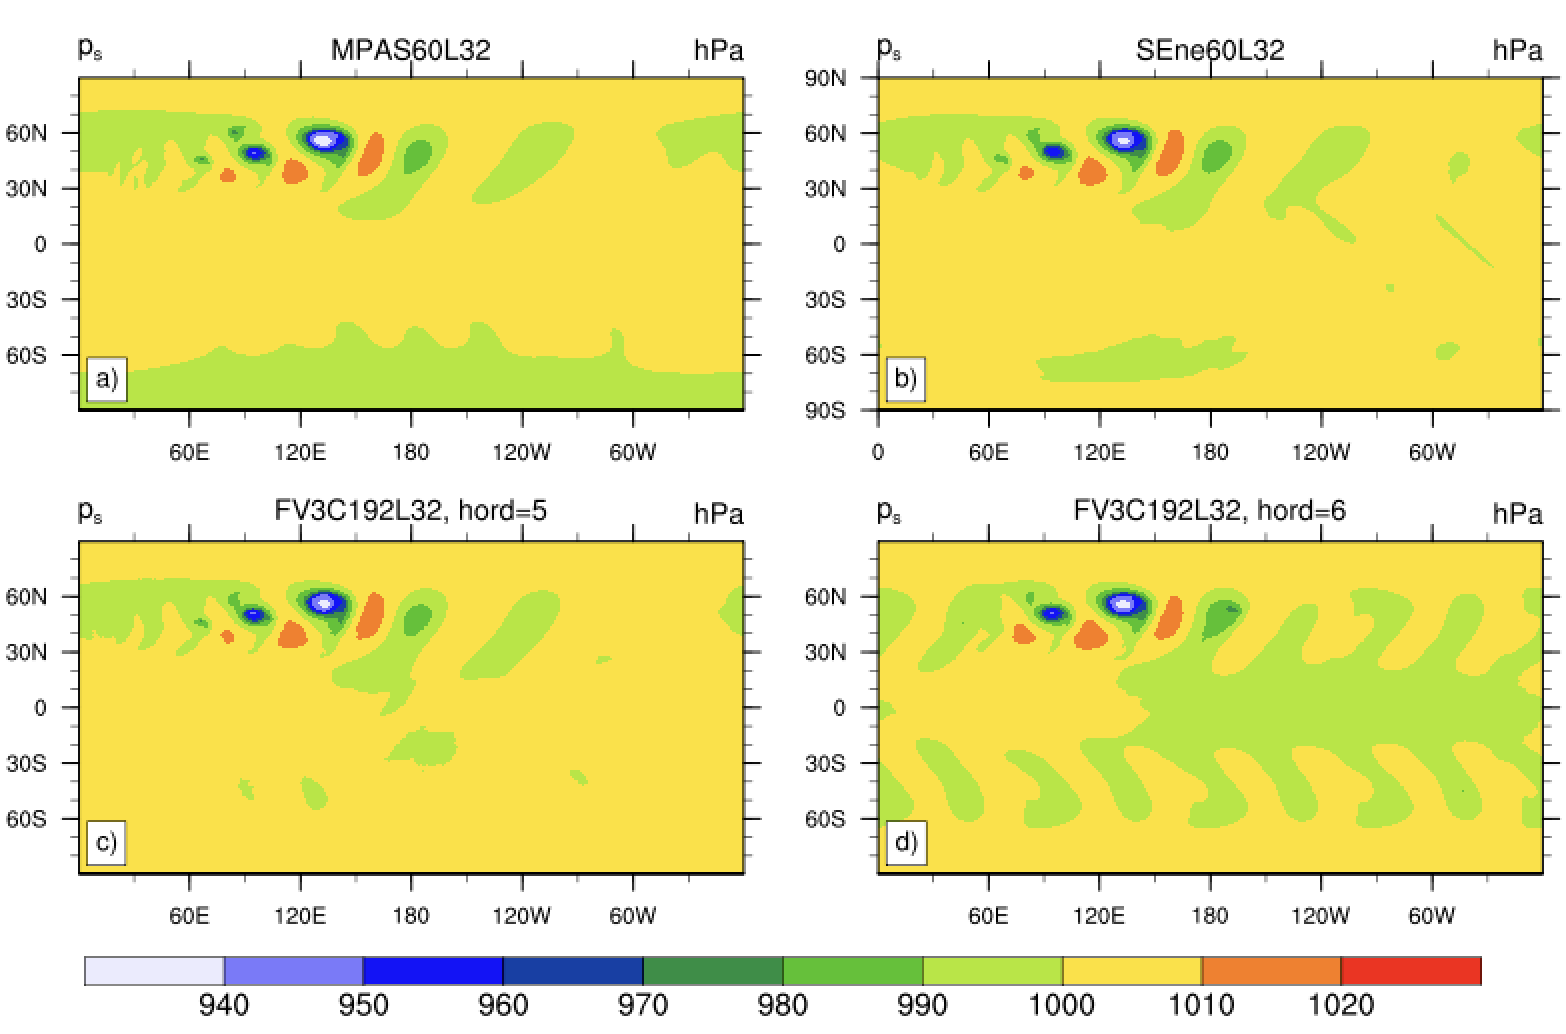 ps MPAS60L32 hPa
60N
30N
0
30S
60S
a)
60E 120E 180 120W 60W
ps SEne60L32 hPa
90N
60N
30N
0
30S
60S
90S
b)
0 60E 120E 180 120W 60W
ps FV3C192L32, hord=5 hPa
60N
30N
0
30S
60S
c)
60E 120E 180 120W 60W
ps FV3C192L32, hord=6 hPa
60N
30N
0
30S
60S
d)
60E 120E 180 120W 60W
940 950 960 970 980 990 1000 1010 1020